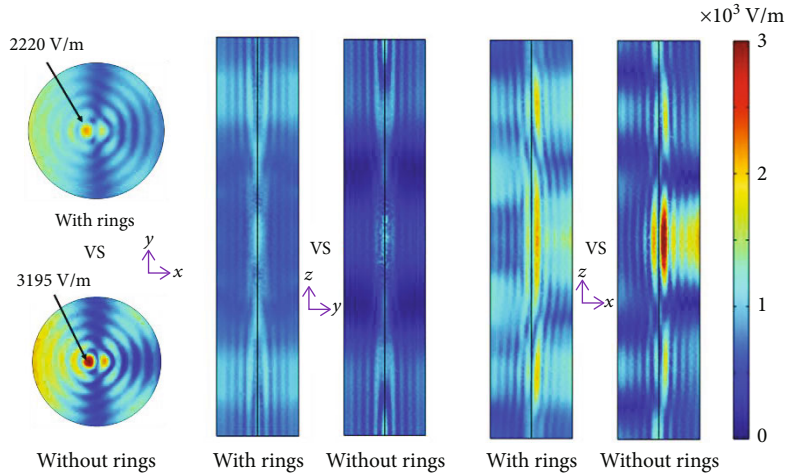 ×10³ V/m
2220 V/m
With rings
VS
y
x
3195 V/m
Without rings
VS
z
y
With rings
Without rings
VS
z
x
With rings
Without rings
3
2
1
0